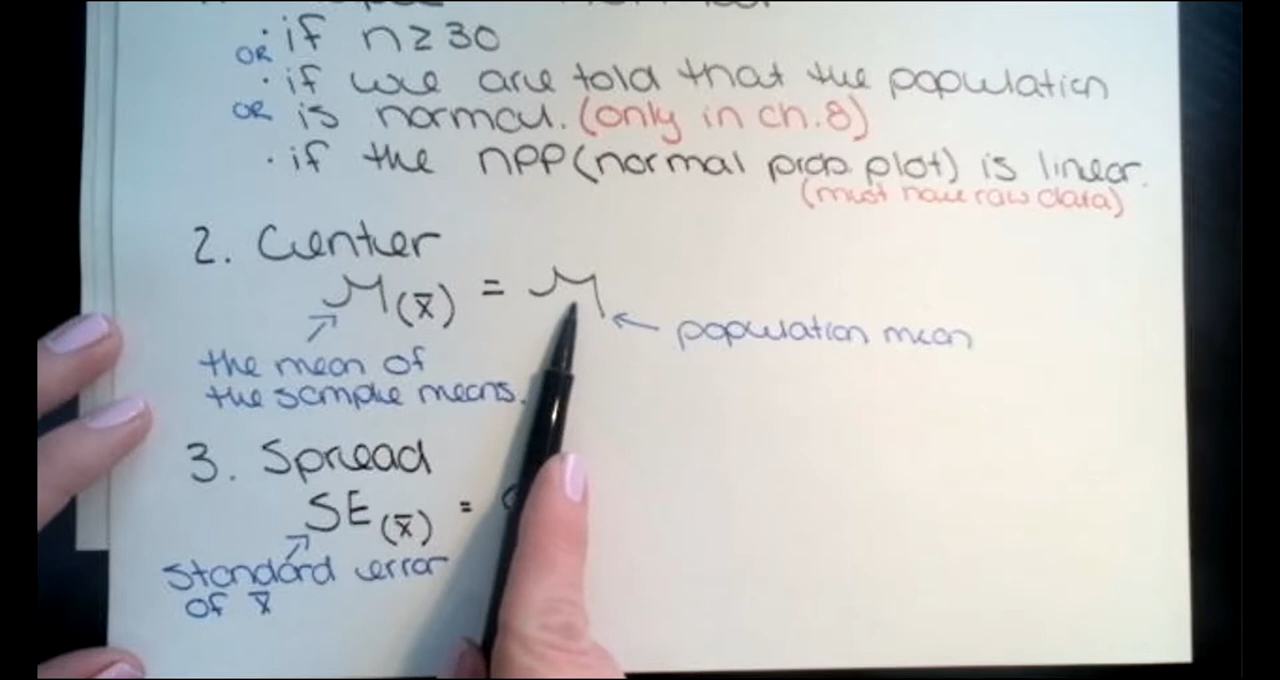 OR · if n ≥ 30
· if we are told that the population
OR is normal. (only in ch.8)
· if the NPP (normal prob. plot) is linear.
(must have raw data)
2. Center
μ(x̄) = μ
population mean
the mean of
the sample means.
3. Spread
SE(x̄) =
standard error
of x̄